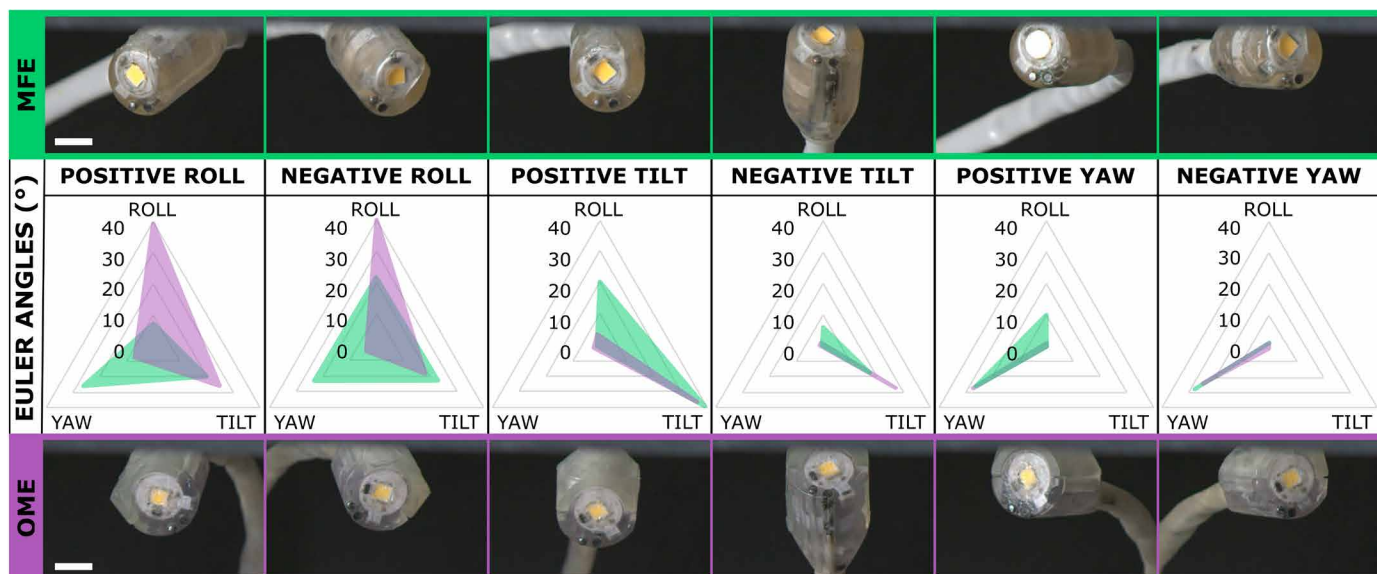 MFE
EULER ANGLES (°)
OME
POSITIVE ROLL
NEGATIVE ROLL
POSITIVE TILT
NEGATIVE TILT
POSITIVE YAW
NEGATIVE YAW
ROLL
40
30
20
10
0
YAW
TILT
ROLL
40
30
20
10
0
YAW
TILT
ROLL
40
30
20
10
0
YAW
TILT
ROLL
40
30
20
10
0
YAW
TILT
ROLL
40
30
20
10
0
YAW
TILT
ROLL
40
30
20
10
0
YAW
TILT